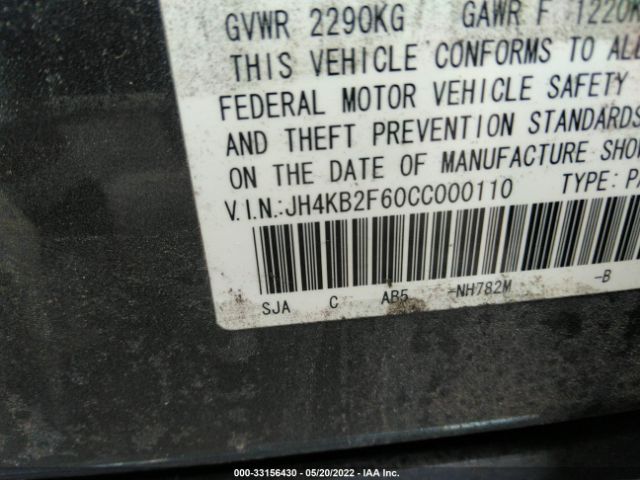 GVWR 2290KG GAWR F 1220K
THIS VEHICLE CONFORMS TO ALL
FEDERAL MOTOR VEHICLE SAFETY
AND THEFT PREVENTION STANDARDS
ON THE DATE OF MANUFACTURE SHO
V.I.N.:JH4KB2F60CC000110 TYPE: PA
SJA C AB5 -NH782M -B
000-33156430 - 05/20/2022 - IAA Inc.